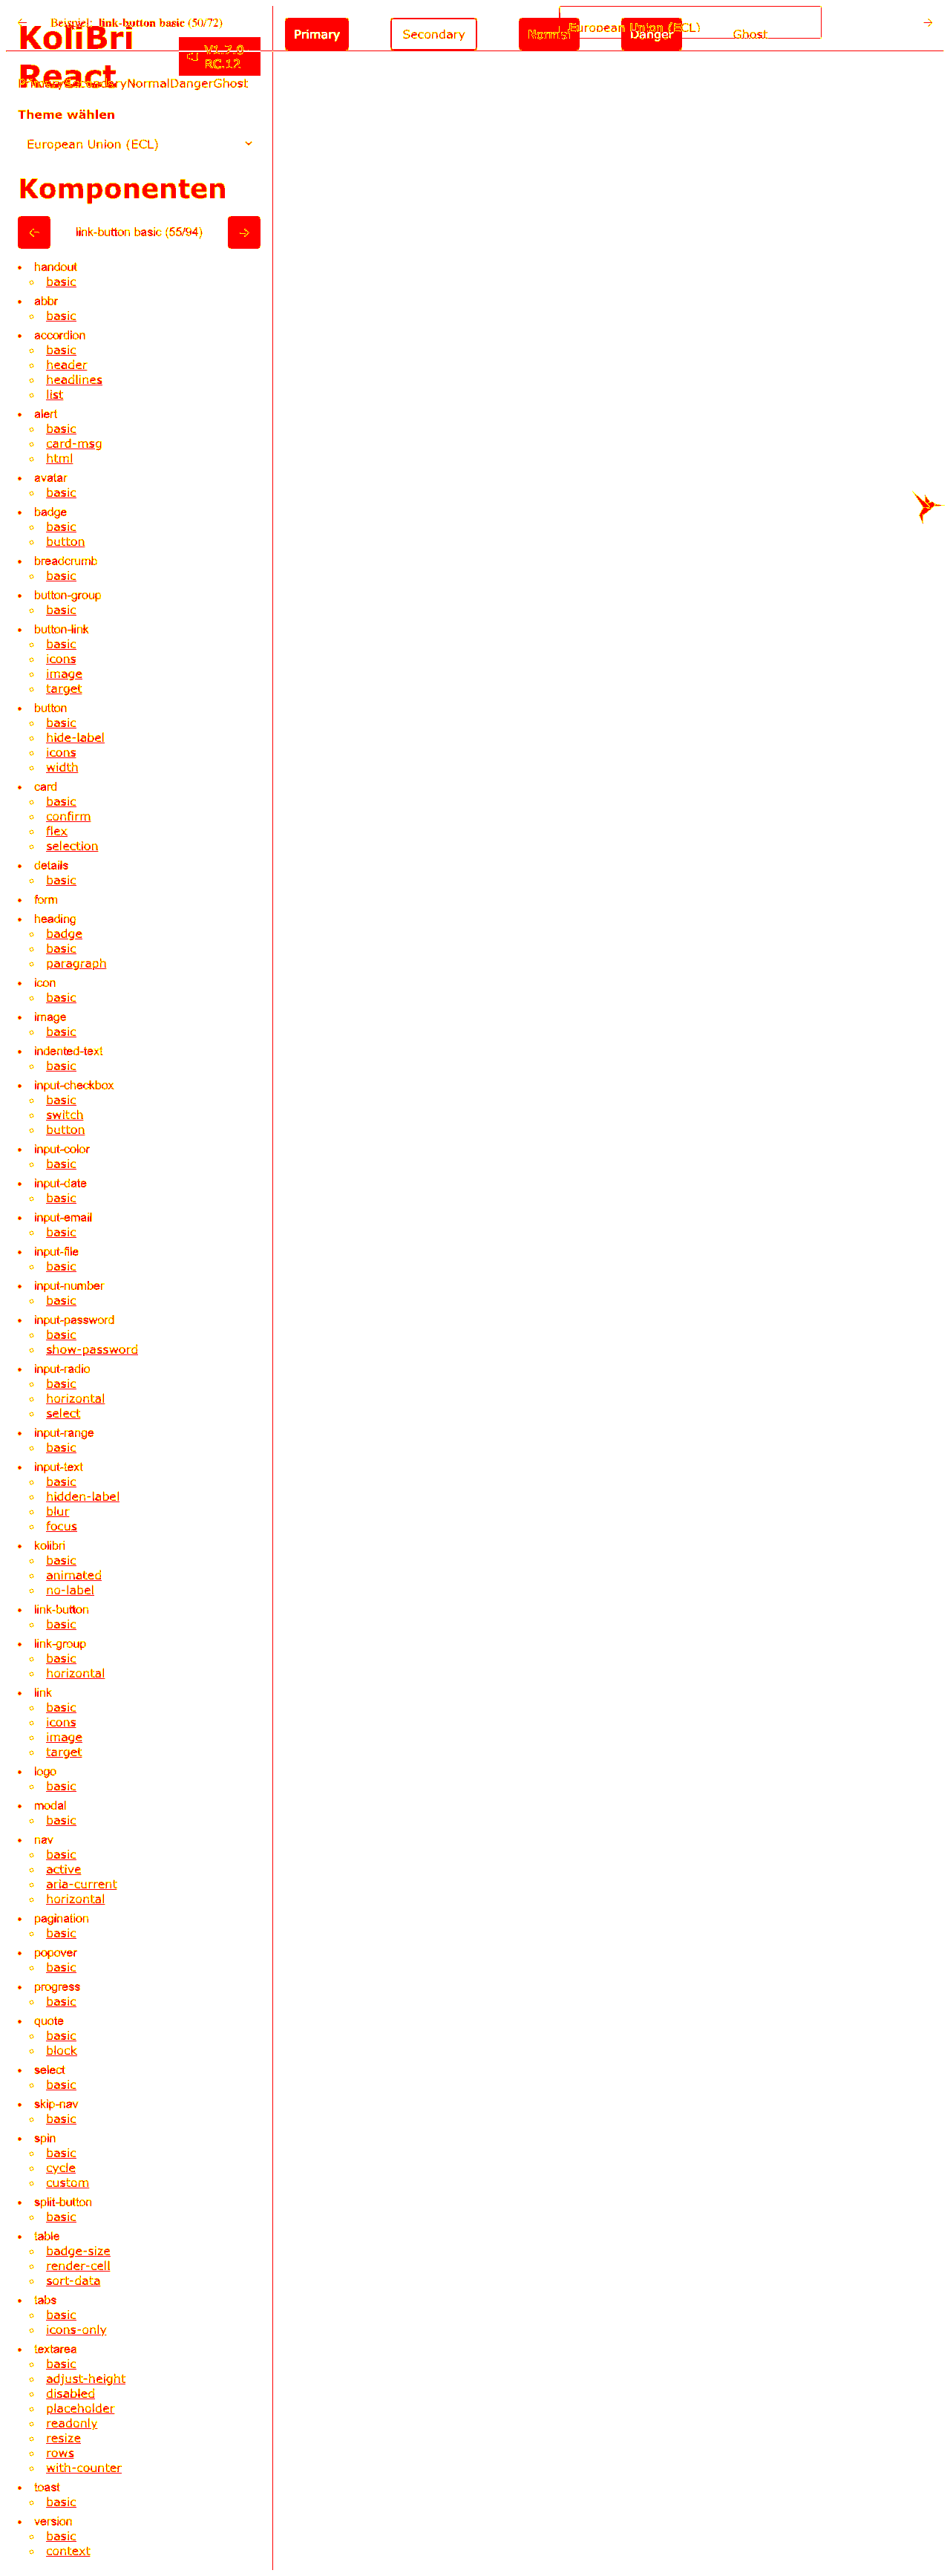 Beispiel: link-button basic (50/72)
KoliBri
React
V1.7.0
RC.12
Primary Secondary Normal Danger Ghost
European Union (ECL)
PrimarySecondaryNormalDangerGhost
Theme wählen
European Union (ECL)
Komponenten
link-button basic (55/94)
handout
basic
abbr
basic
accordion
basic
header
headlines
list
alert
basic
card-msg
html
avatar
basic
badge
basic
button
breadcrumb
basic
button-group
basic
button-link
basic
icons
image
target
button
basic
hide-label
icons
width
card
basic
confirm
flex
selection
details
basic
form
heading
badge
basic
paragraph
icon
basic
image
basic
indented-text
basic
input-checkbox
basic
switch
button
input-color
basic
input-date
basic
input-email
basic
input-file
basic
input-number
basic
input-password
basic
show-password
input-radio
basic
horizontal
select
input-range
basic
input-text
basic
hidden-label
blur
focus
kolibri
basic
animated
no-label
link-button
basic
link-group
basic
horizontal
link
basic
icons
image
target
logo
basic
modal
basic
nav
basic
active
aria-current
horizontal
pagination
basic
popover
basic
progress
basic
quote
basic
block
select
basic
skip-nav
basic
spin
basic
cycle
custom
split-button
basic
table
badge-size
render-cell
sort-data
tabs
basic
icons-only
textarea
basic
adjust-height
disabled
placeholder
readonly
resize
rows
with-counter
toast
basic
version
basic
context